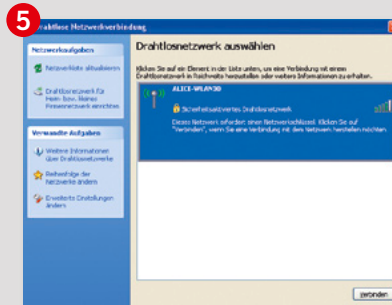 5
Drahtlose Netzwerkverbindung
Netzwerkaufgaben
Netzwerkliste aktualisieren
Drahtlosnetzwerk für
Heim- bzw. kleines
Firmennetzwerk einrichten
Verwandte Aufgaben
Weitere Informationen
über Drahtlosnetzwerke
Reihenfolge der
Netzwerke ändern
Erweiterte Einstellungen
ändern
Drahtlosnetzwerk auswählen
Klicken Sie auf ein Element in der Liste unten, um eine Verbindung mit einem
Drahtlosnetzwerk in Reichweite herzustellen oder weitere Informationen zu erhalten.
ALICE-WLAN30
Sicherheitsaktiviertes Drahtlosnetzwerk
Dieses Netzwerk erfordert einen Netzwerkschlüssel. Klicken Sie auf
"Verbinden", wenn Sie eine Verbindung mit dem Netzwerk herstellen möchten.
Verbinden